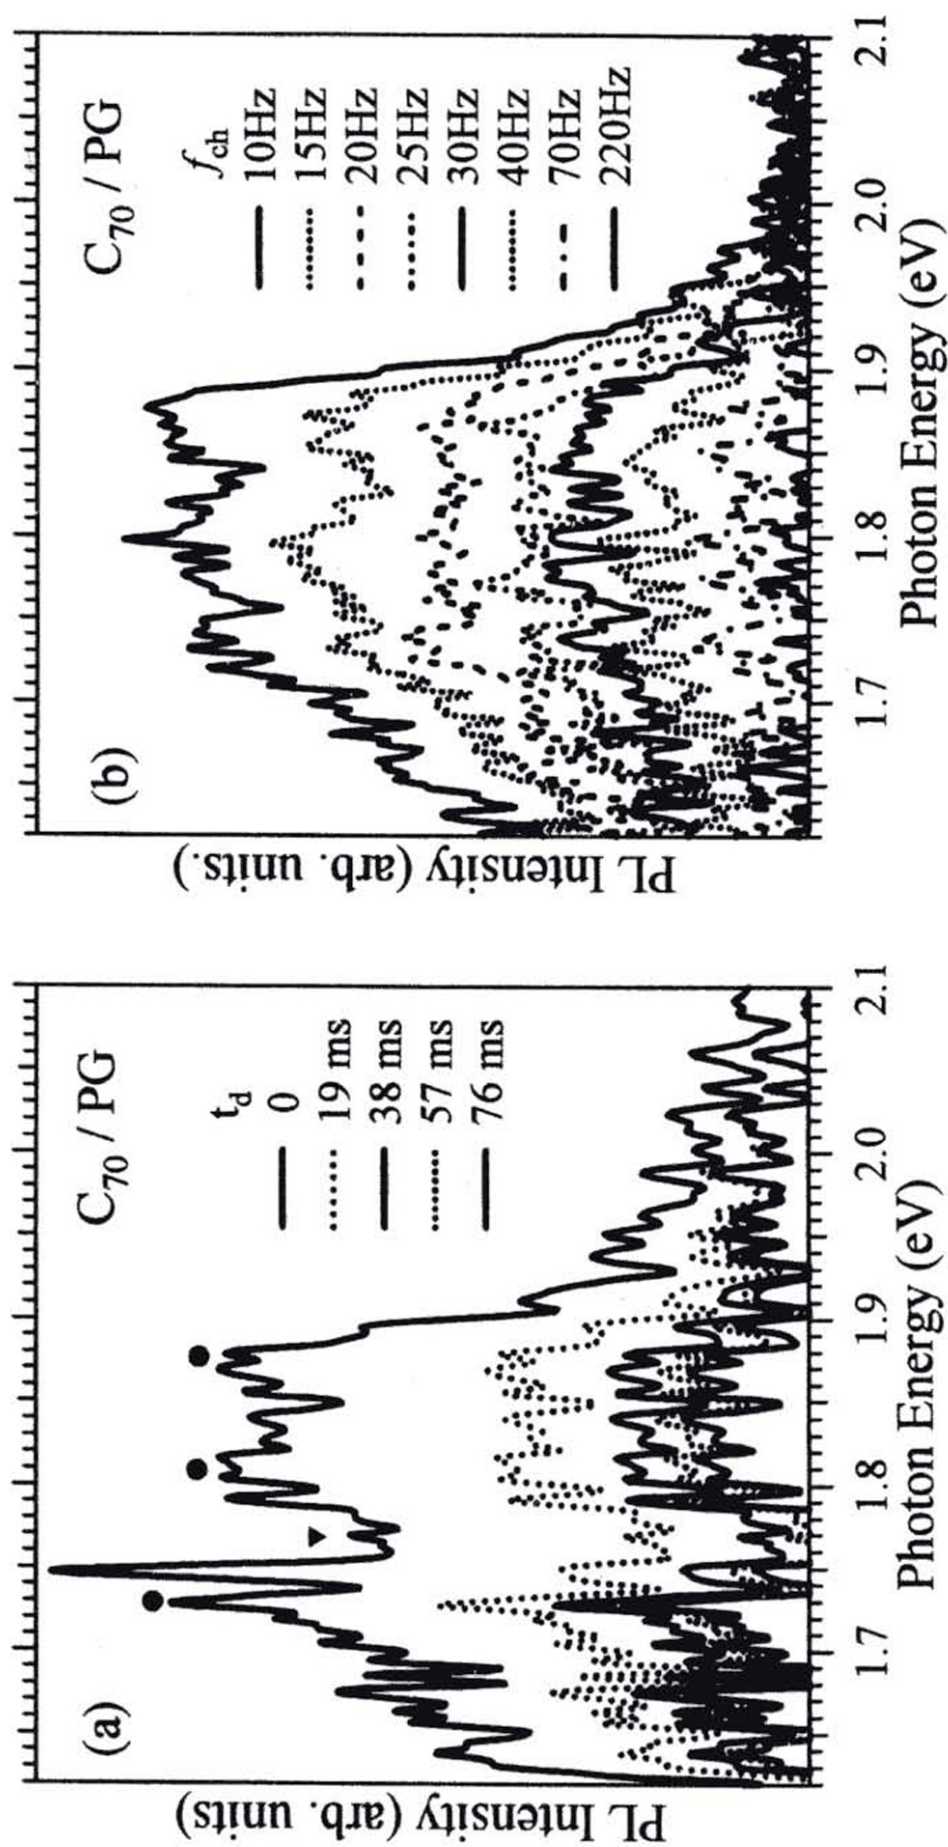 (a)
C70 / PG
td
0
19 ms
38 ms
57 ms
76 ms
PL Intensity (arb. units)
1.7 1.8 1.9 2.0 2.1
Photon Energy (eV)
(b)
C70 / PG
fch
10Hz
15Hz
20Hz
25Hz
30Hz
40Hz
70Hz
220Hz
PL Intensity (arb. units.)
1.7 1.8 1.9 2.0 2.1
Photon Energy (eV)